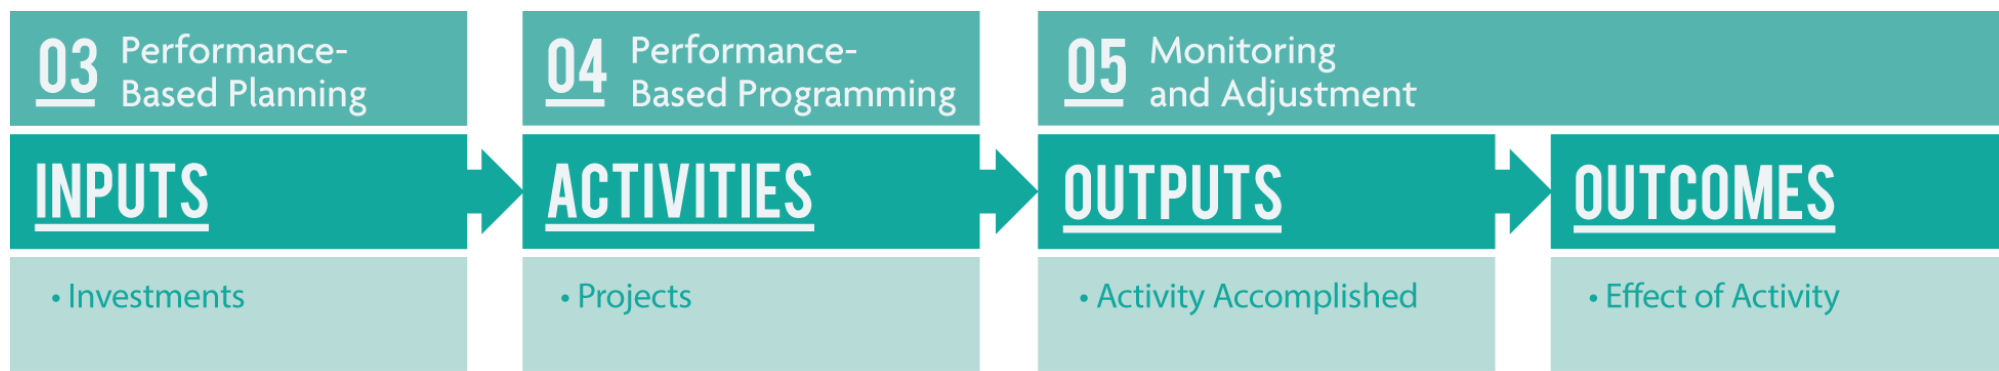 03 Performance-
Based Planning
04 Performance-
Based Programming
05 Monitoring
and Adjustment
INPUTS
ACTIVITIES
OUTPUTS
OUTCOMES
• Investments
• Projects
• Activity Accomplished
• Effect of Activity